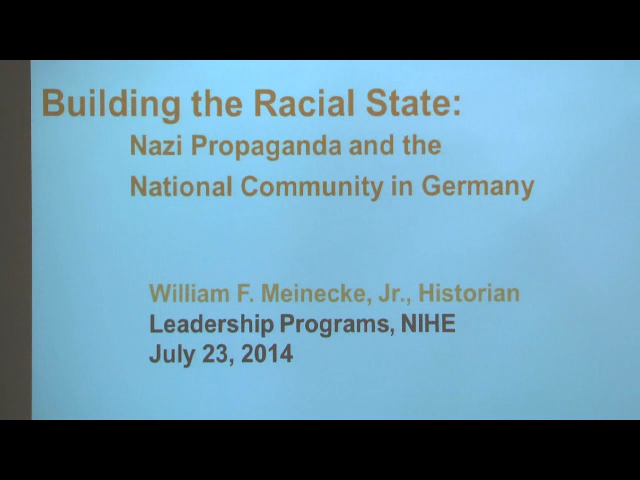 Building the Racial State:
Nazi Propaganda and the
National Community in Germany
William F. Meinecke, Jr., Historian
Leadership Programs, NIHE
July 23, 2014